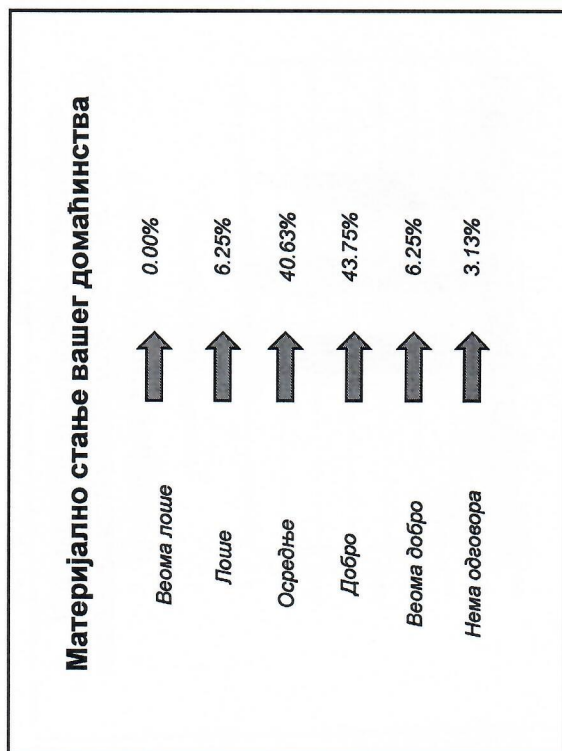 Материјално стање вашег домаћинства
Веома лоше 0.00%
Лоше 6.25%
Осредње 40.63%
Добро 43.75%
Веома добро 6.25%
Нема одговора 3.13%